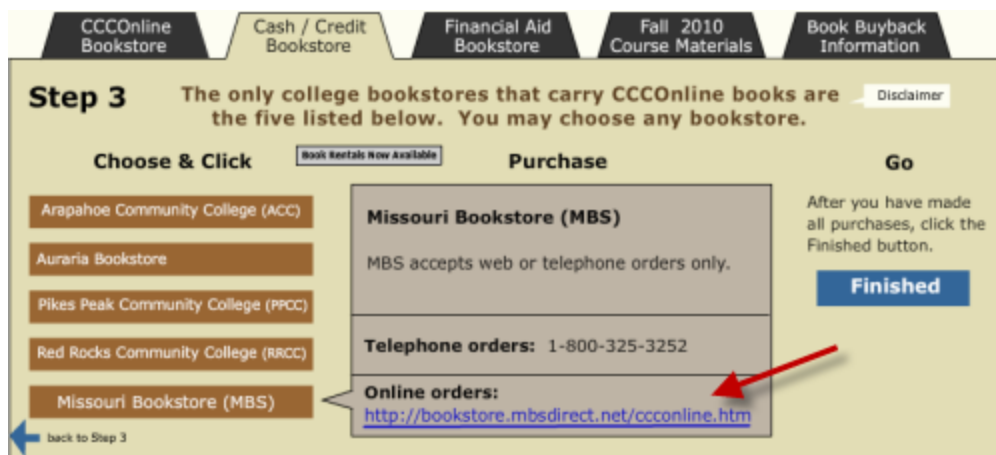 CCCOnline
Bookstore
Cash / Credit
Bookstore
Financial Aid
Bookstore
Fall 2010
Course Materials
Book Buyback
Information
Step 3
The only college bookstores that carry CCCOnline books are
the five listed below. You may choose any bookstore.
Disclaimer
Choose & Click
Book Rentals Now Available
Purchase
Go
Arapahoe Community College (ACC)
Auraria Bookstore
Pikes Peak Community College (PPCC)
Red Rocks Community College (RRCC)
Missouri Bookstore (MBS)
back to Step 3
Missouri Bookstore (MBS)
MBS accepts web or telephone orders only.
Telephone orders: 1-800-325-3252
Online orders:
http://bookstore.mbsdirect.net/ccconline.htm
After you have made
all purchases, click the
Finished button.
Finished